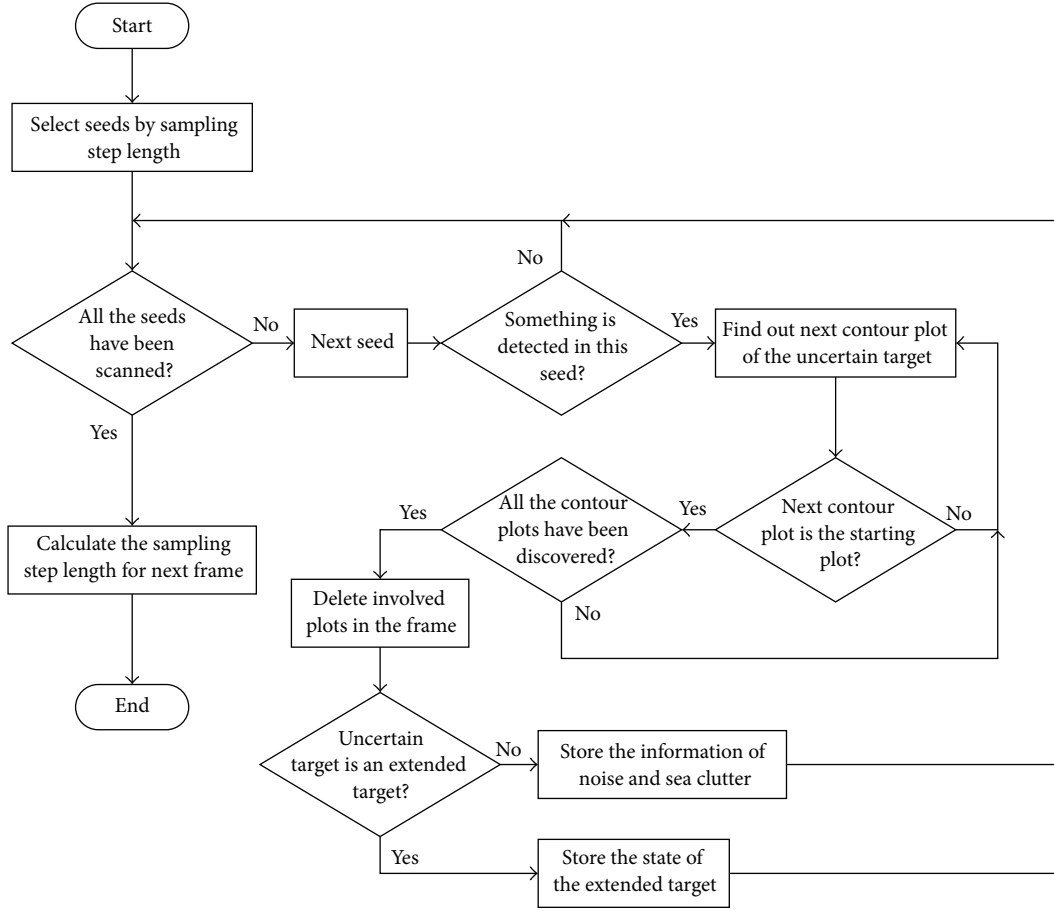 Start
Select seeds by sampling
step length
No
All the seeds
have been
scanned?
No
Next seed
Something is
detected in this
seed?
Yes
Find out next contour plot
of the uncertain target
Yes
Yes
All the contour
plots have been
discovered?
Yes
Next contour
plot is the starting
plot?
No
Calculate the sampling
step length for next frame
Delete involved
plots in the frame
No
End
Uncertain
target is an extended
target?
No
Store the information of
noise and sea clutter
Yes
Store the state of
the extended target